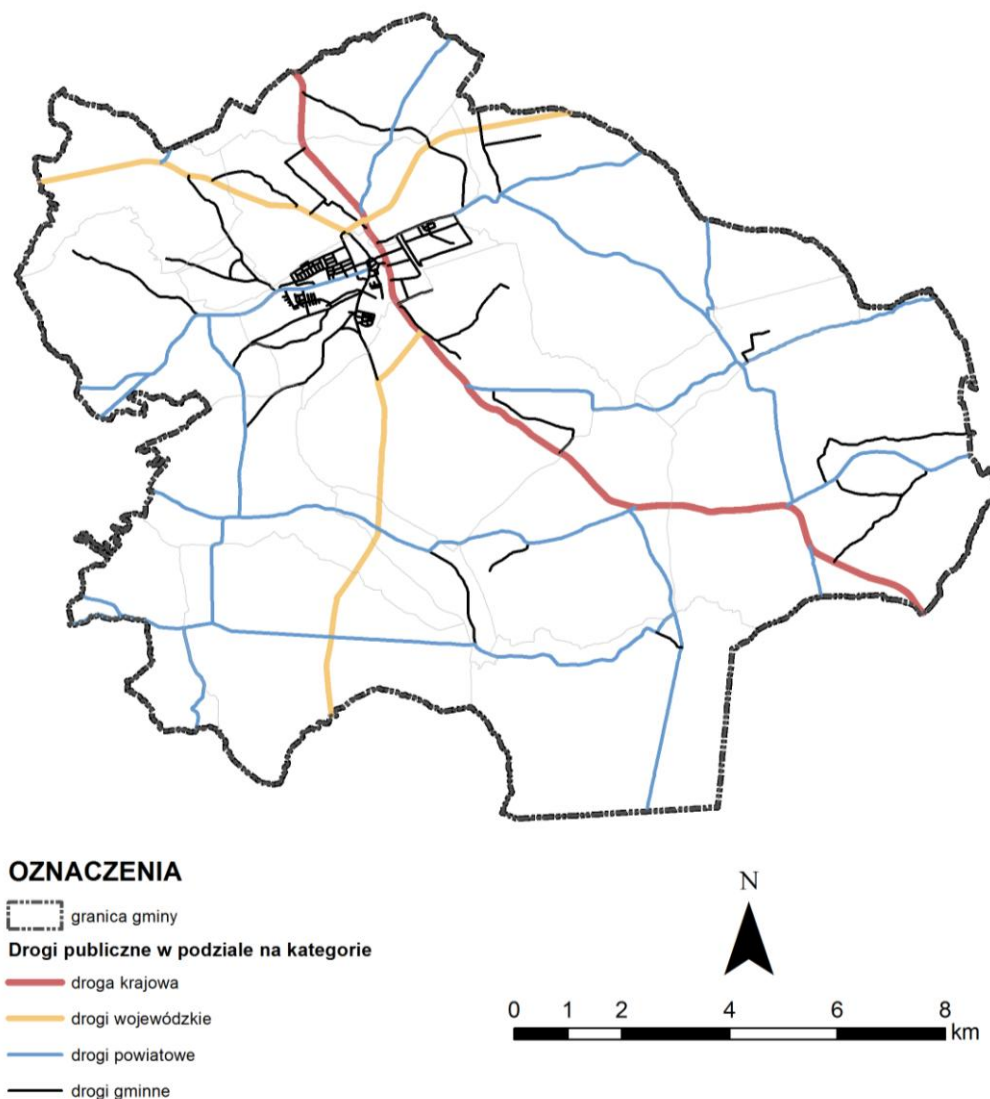 OZNACZENIA
granica gminy
Drogi publiczne w podziale na kategorie
droga krajowa
drogi wojewódzkie
drogi powiatowe
drogi gminne
N
0 1 2 4 6 8
km